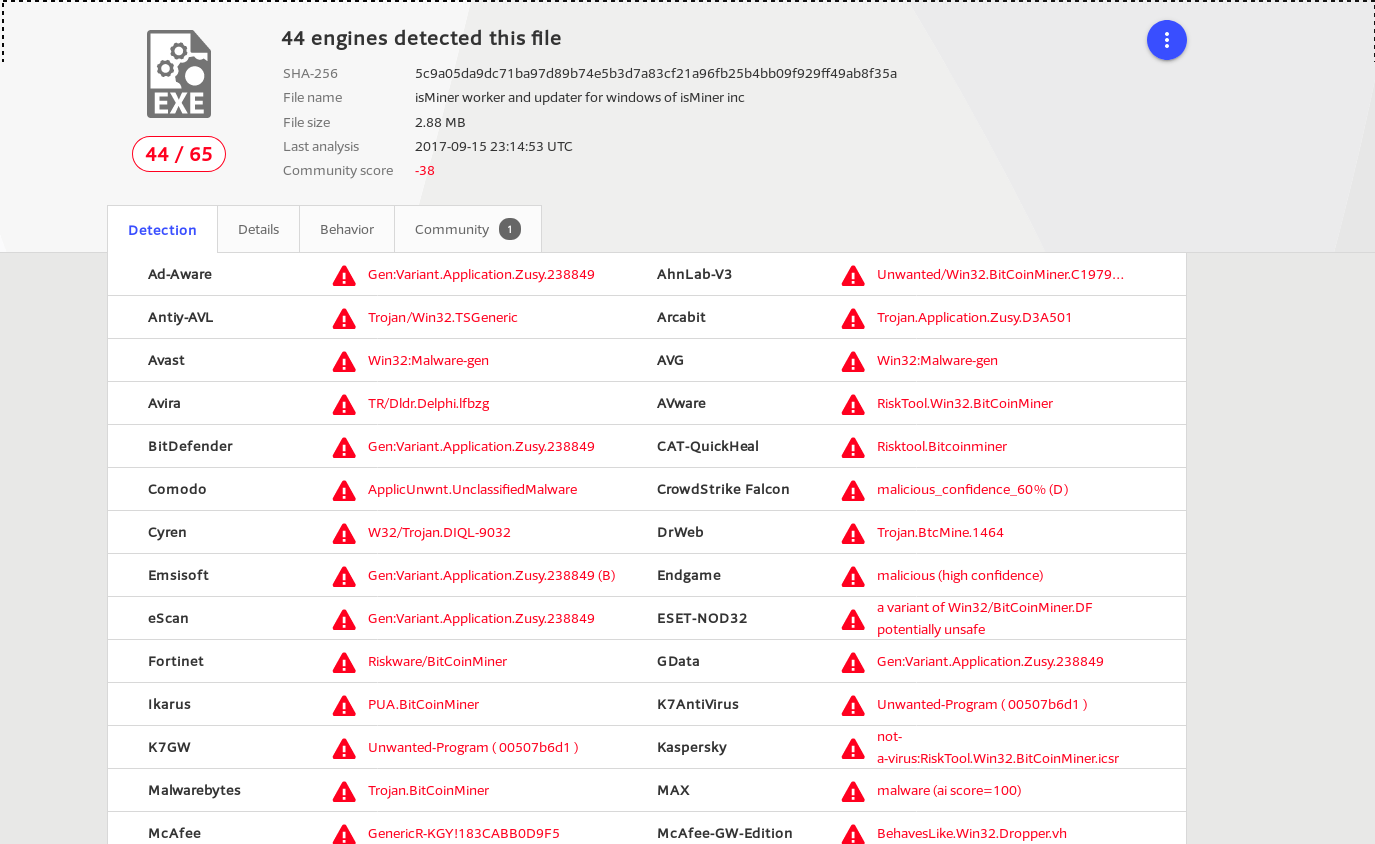 44 engines detected this file
EXE
44 / 65
SHA-256 5c9a05da9dc71ba97d89b74e5b3d7a83cf21a96fb25b4bb09f929ff49ab8f35a
File name isMiner worker and updater for windows of isMiner inc
File size 2.88 MB
Last analysis 2017-09-15 23:14:53 UTC
Community score -38
Detection Details Behavior Community 1
Ad-Aware Gen:Variant.Application.Zusy.238849 AhnLab-V3 Unwanted/Win32.BitCoinMiner.C1979...
Antiy-AVL Trojan/Win32.TSGeneric Arcabit Trojan.Application.Zusy.D3A501
Avast Win32:Malware-gen AVG Win32:Malware-gen
Avira TR/Dldr.Delphi.lfbzg AVware RiskTool.Win32.BitCoinMiner
BitDefender Gen:Variant.Application.Zusy.238849 CAT-QuickHeal Risktool.Bitcoinminer
Comodo ApplicUnwnt.UnclassifiedMalware CrowdStrike Falcon malicious_confidence_60% (D)
Cyren W32/Trojan.DIQL-9032 DrWeb Trojan.BtcMine.1464
Emsisoft Gen:Variant.Application.Zusy.238849 (B) Endgame malicious (high confidence)
eScan Gen:Variant.Application.Zusy.238849 ESET-NOD32 a variant of Win32/BitCoinMiner.DF
potentially unsafe
Fortinet Riskware/BitCoinMiner GData Gen:Variant.Application.Zusy.238849
Ikarus PUA.BitCoinMiner K7AntiVirus Unwanted-Program ( 00507b6d1 )
K7GW Unwanted-Program ( 00507b6d1 ) Kaspersky not-
a-virus:RiskTool.Win32.BitCoinMiner.icsr
Malwarebytes Trojan.BitCoinMiner MAX malware (ai score=100)
McAfee GenericR-KGY!183CABB0D9F5 McAfee-GW-Edition BehavesLike.Win32.Dropper.vh